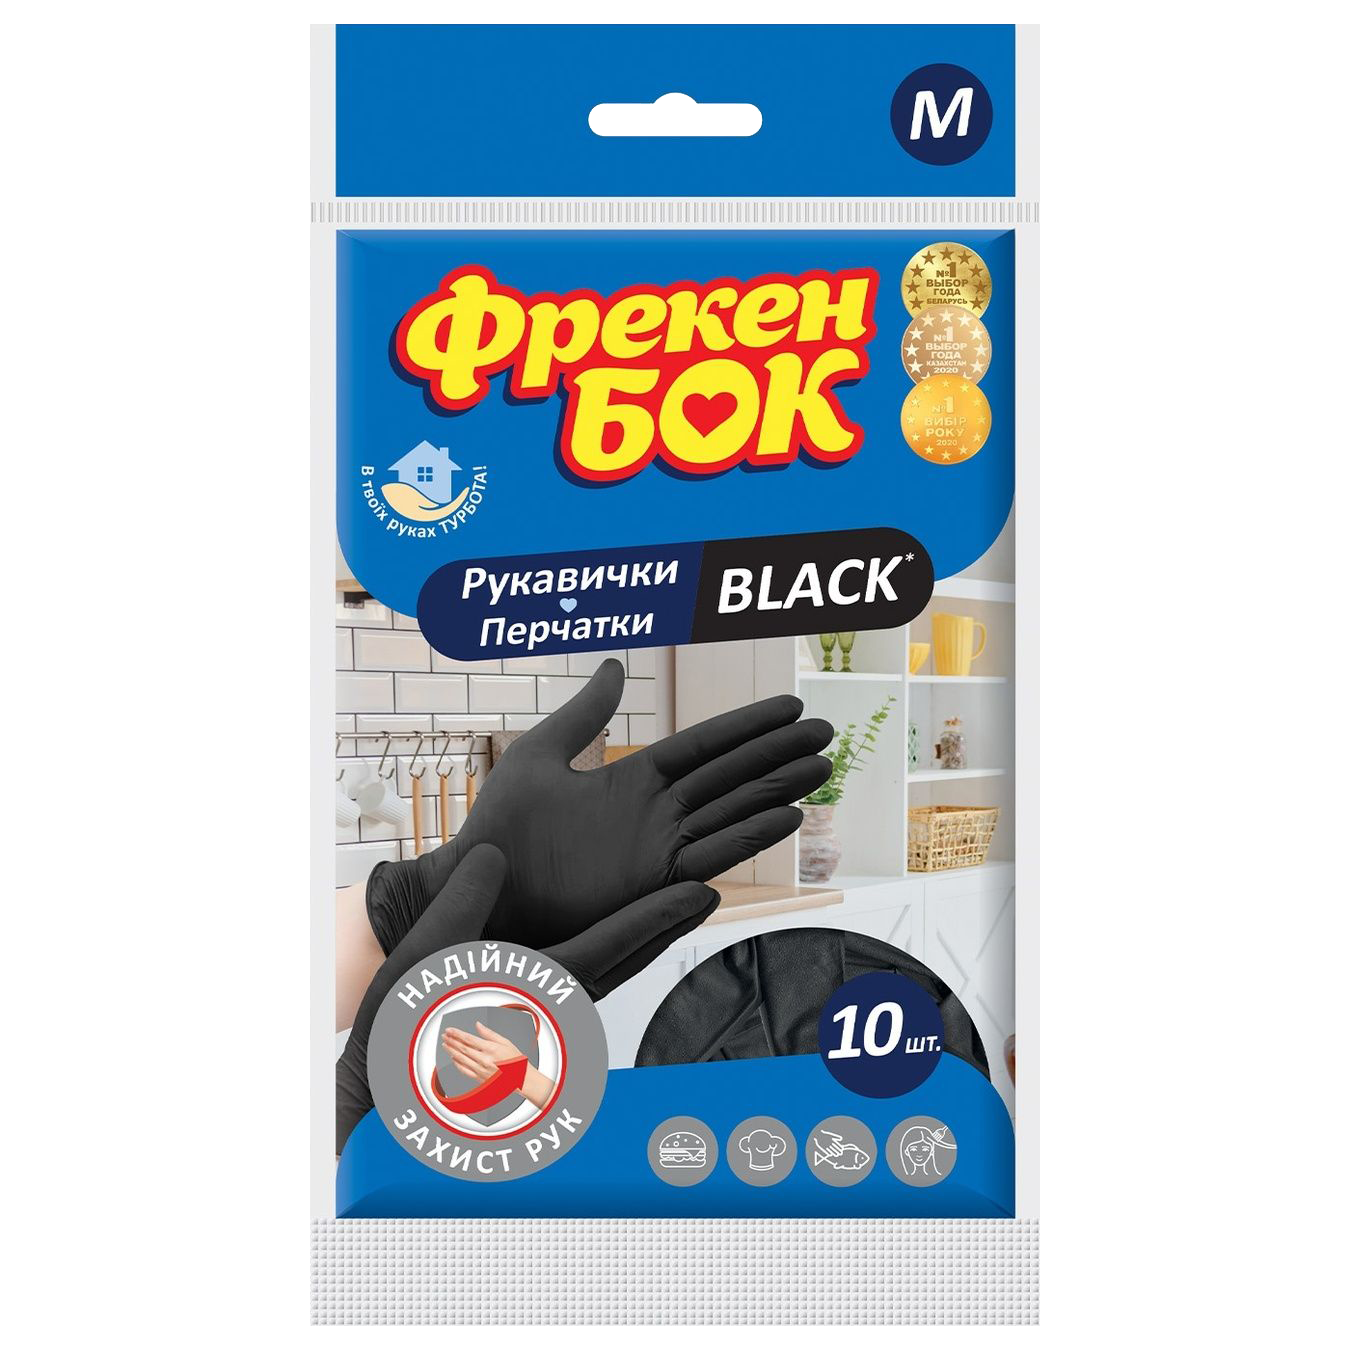 M
Фрекен
БОК
№1
ВЫБОР
ГОДА
БЕЛАРУСЬ
№1
ВЫБОР
ГОДА
КАЗАХСТАН
2020
№1
ВИБІР
РОКУ
2020
В твоїх руках ТУРБОТА!
Рукавички
Перчатки
BLACK*
НАДІЙНИЙ
ЗАХИСТ РУК
10 шт.